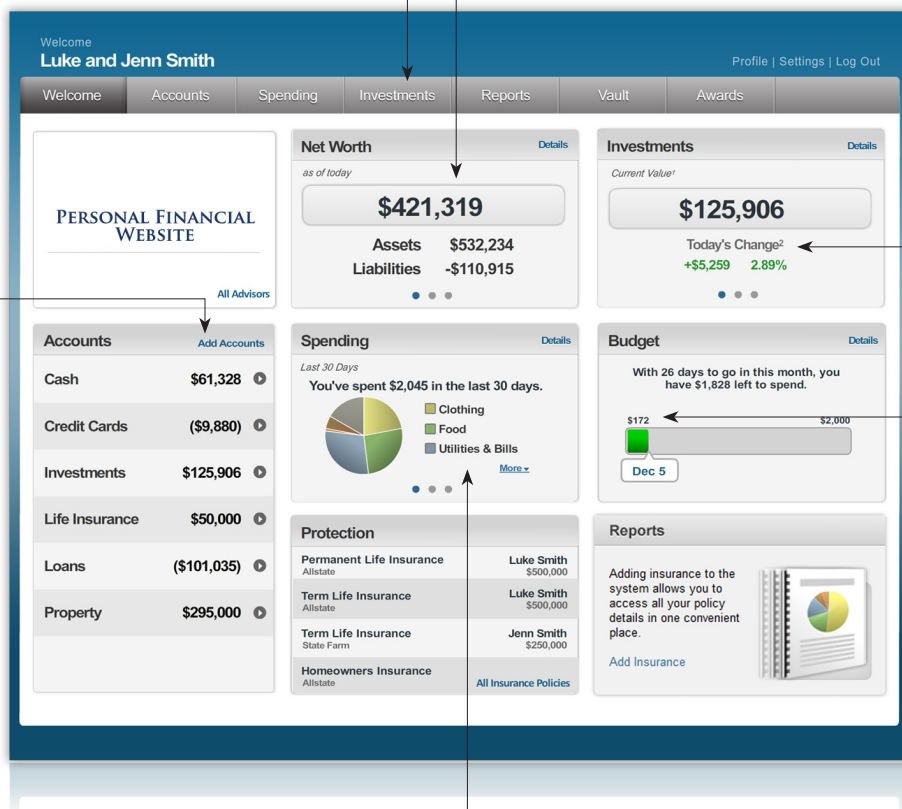 Welcome
Luke and Jenn Smith
Profile | Settings | Log Out
Welcome Accounts Spending Investments Reports Vault Awards
PERSONAL FINANCIAL
WEBSITE
All Advisors
Net Worth Details
as of today
$421,319
Assets $532,234
Liabilities -$110,915
Investments Details
Current Value¹
$125,906
Today's Change²
+$5,259 2.89%
Accounts Add Accounts
Cash $61,328
Credit Cards ($9,880)
Investments $125,906
Life Insurance $50,000
Loans ($101,035)
Property $295,000
Spending Details
Last 30 Days
You've spent $2,045 in the last 30 days.
Clothing
Food
Utilities & Bills
More
Budget Details
With 26 days to go in this month, you
have $1,828 left to spend.
$172 $2,000
Dec 5
Protection
Permanent Life Insurance Luke Smith
Allstate $500,000
Term Life Insurance Luke Smith
Allstate $500,000
Term Life Insurance Jenn Smith
State Farm $250,000
Homeowners Insurance
Allstate All Insurance Policies
Reports
Adding insurance to the
system allows you to
access all your policy
details in one convenient
place.
Add Insurance